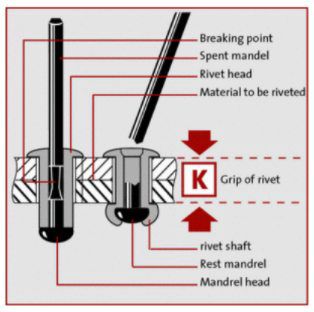 Breaking point
Spent mandel
Rivet head
Material to be riveted
K Grip of rivet
rivet shaft
Rest mandrel
Mandrel head